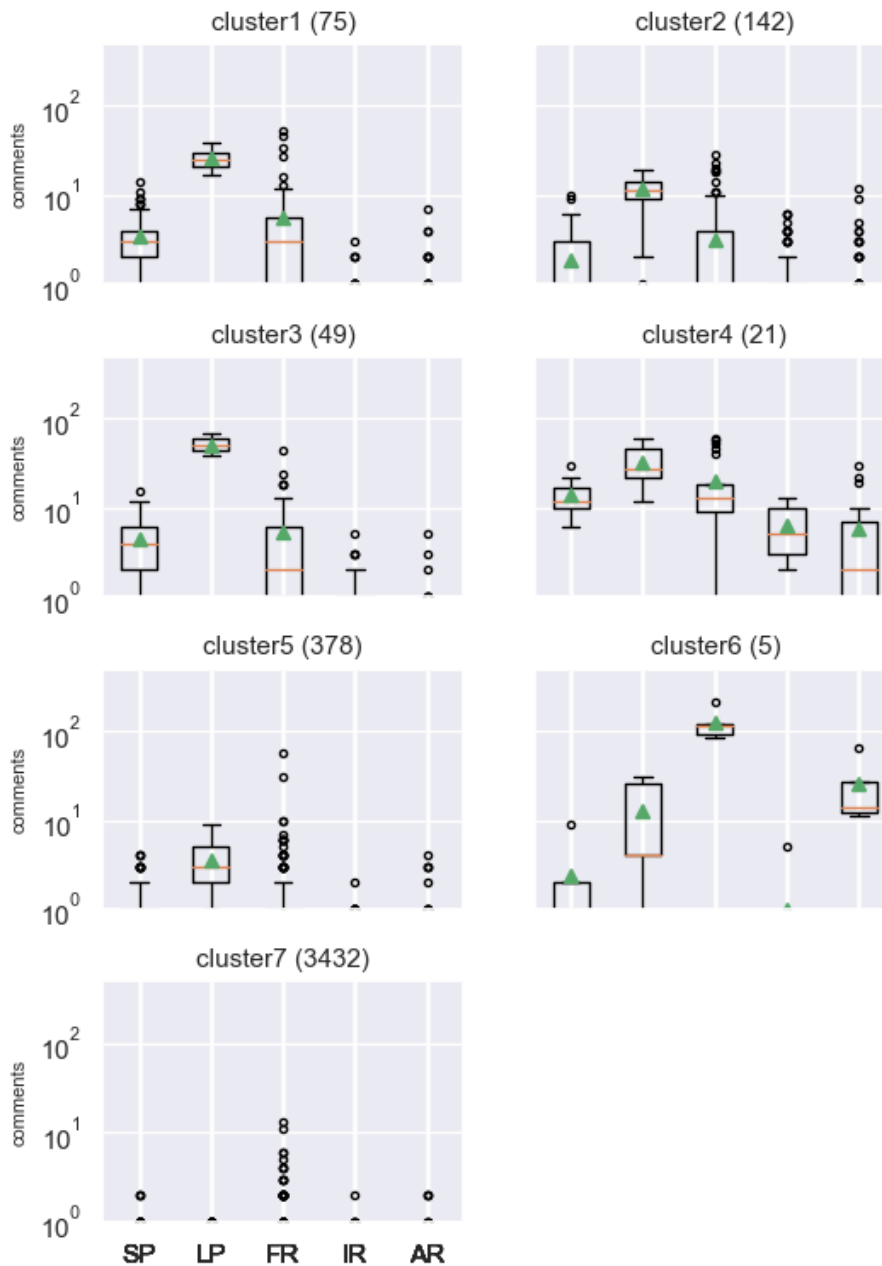 cluster1 (75)
cluster2 (142)
comments
10²
10¹
10⁰
cluster3 (49)
cluster4 (21)
comments
10²
10¹
10⁰
cluster5 (378)
cluster6 (5)
comments
10²
10¹
10⁰
cluster7 (3432)
comments
10²
10¹
10⁰
SP LP FR IR AR